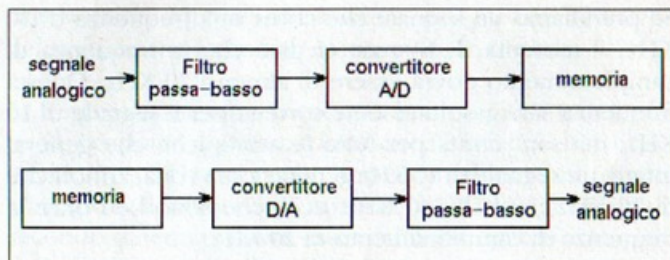 segnale
analogico
Filtro
passa-basso
convertitore
A/D
memoria
memoria
convertitore
D/A
Filtro
passa-basso
segnale
analogico